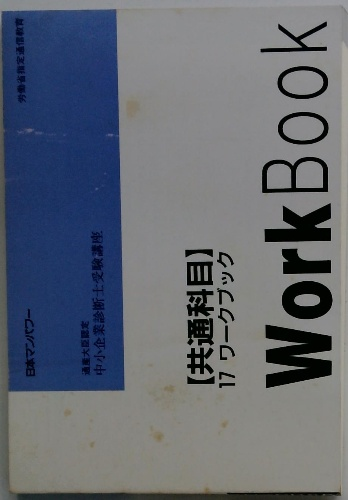 労働省指定通信教育
日本マンパワー
通産大臣認定
中小企業診断士受験講座
【共通科目】
17 ワークブック
WorkBook